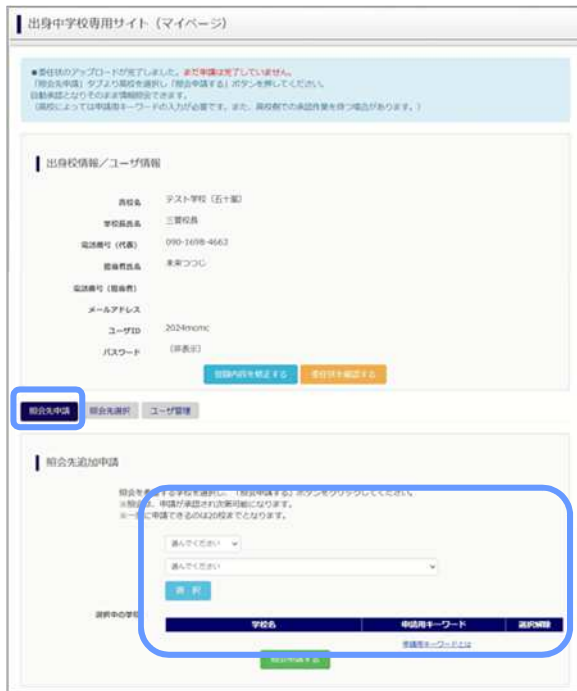 出身中学校専用サイト（マイページ）
■委任状のアップロードが完了しました。まだ申請は完了していません。
「照会先申請」タブより高校を選択し「照会申請する」ボタンを押してください。
自動承認となりそのまま情報照会できます。
（高校によっては申請用キーワードの入力が必要です。また、高校側での承認作業を待つ場合があります。）
出身校情報／ユーザ情報
高校名 テスト学校（五十嵐）
学校長氏名 三宮校長
電話番号（代表） 090-1698-4663
担当者氏名 未来つつじ
電話番号（担当者）
メールアドレス
ユーザID 2024momc
パスワード （非表示）
登録内容を修正する 委任状を確認する
照会先申請 照会先選択 ユーザ管理
照会先追加申請
照会を希望する学校を選択し、「照会申請する」ボタンをクリックしてください。
※照会は、申請が承認され次第可能になります。
※一度に申請できるのは20校までとなります。
選んでください
選んでください
選 択
選択中の学校
学校名 申請用キーワード 選択解除
申請用キーワードとは
照会申請する